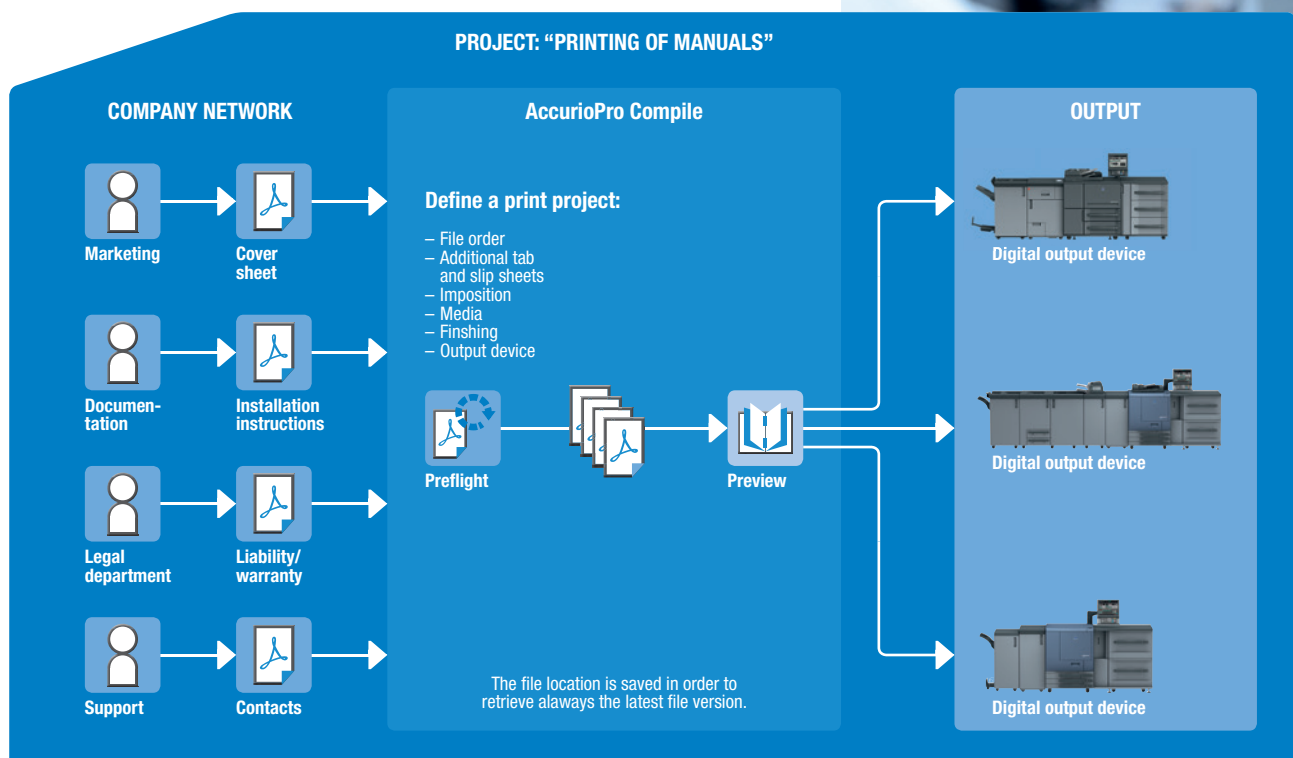 PROJECT: “PRINTING OF MANUALS”
COMPANY NETWORK
Marketing
Cover
sheet
Documen-
tation
Installation
instructions
Legal
department
Liability/
warranty
Support
Contacts
AccurioPro Compile
Define a print project:
– File order
– Additional tab
and slip sheets
– Imposition
– Media
– Finshing
– Output device
Preflight
Preview
The file location is saved in order to
retrieve alaways the latest file version.
OUTPUT
Digital output device
Digital output device
Digital output device